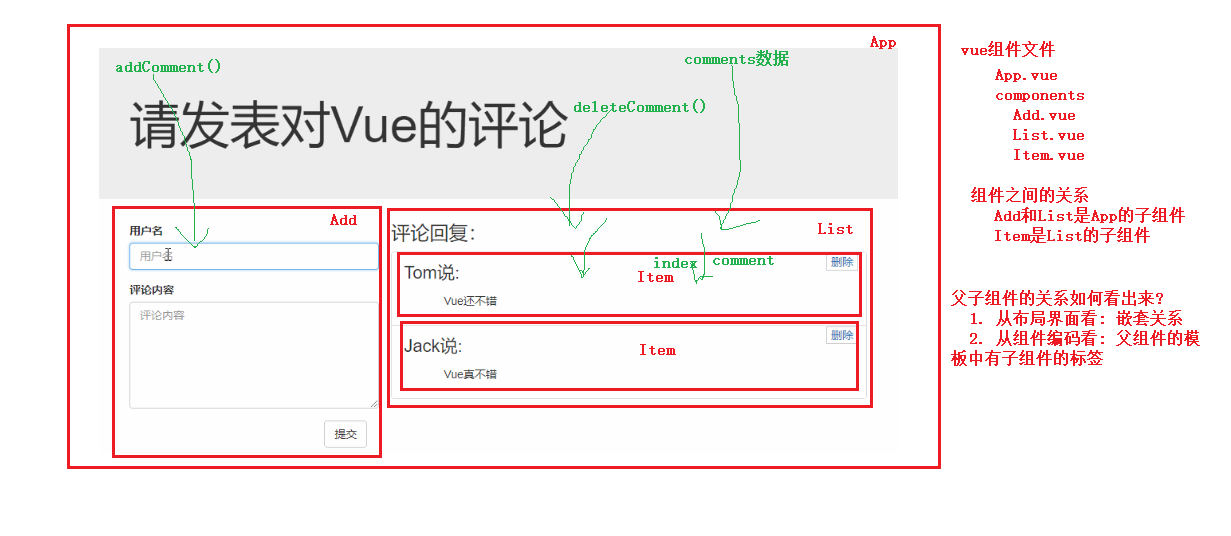 App
addComment()
comments数据
deleteComment()
请发表对Vue的评论
Add
用户名
用户名
评论内容
评论内容
提交
List
评论回复：
index
comment
Item
删除
Tom说:
Vue还不错
Item
删除
Jack说:
Vue真不错
vue组件文件
App.vue
components
Add.vue
List.vue
Item.vue
组件之间的关系
Add和List是App的子组件
Item是List的子组件
父子组件的关系如何看出来?
1. 从布局界面看: 嵌套关系
2. 从组件编码看: 父组件的模
板中有子组件的标签